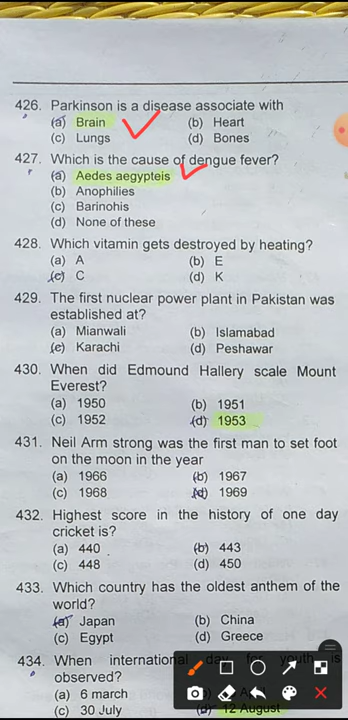 426. Parkinson is a disease associate with
(a) Brain (b) Heart
(c) Lungs (d) Bones
427. Which is the cause of dengue fever?
(a) Aedes aegypteis
(b) Anophilies
(c) Barinohis
(d) None of these
428. Which vitamin gets destroyed by heating?
(a) A (b) E
(c) C (d) K
429. The first nuclear power plant in Pakistan was
established at?
(a) Mianwali (b) Islamabad
(c) Karachi (d) Peshawar
430. When did Edmound Hallery scale Mount
Everest?
(a) 1950 (b) 1951
(c) 1952 (d) 1953
431. Neil Arm strong was the first man to set foot
on the moon in the year
(a) 1966 (b) 1967
(c) 1968 (d) 1969
432. Highest score in the history of one day
cricket is?
(a) 440 (b) 443
(c) 448 (d) 450
433. Which country has the oldest anthem of the
world?
(a) Japan (b) China
(c) Egypt (d) Greece
434. When international day for youth is
observed?
(a) 6 march
(c) 30 July (d) 12 August